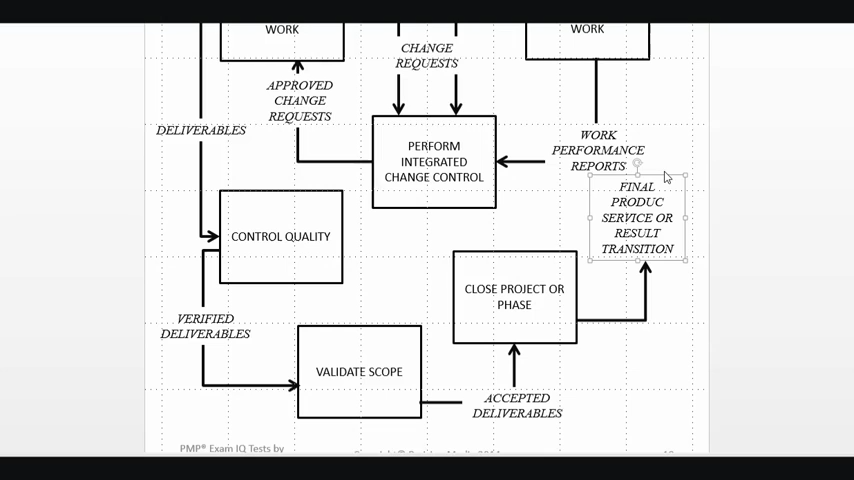 WORK
WORK
CHANGE
REQUESTS
APPROVED
CHANGE
REQUESTS
DELIVERABLES
PERFORM
INTEGRATED
CHANGE CONTROL
WORK
PERFORMANCE
REPORTS
FINAL
PRODUC
SERVICE OR
RESULT
TRANSITION
CONTROL QUALITY
CLOSE PROJECT OR
PHASE
VERIFIED
DELIVERABLES
VALIDATE SCOPE
ACCEPTED
DELIVERABLES
PMP® Exam IQ Tests by